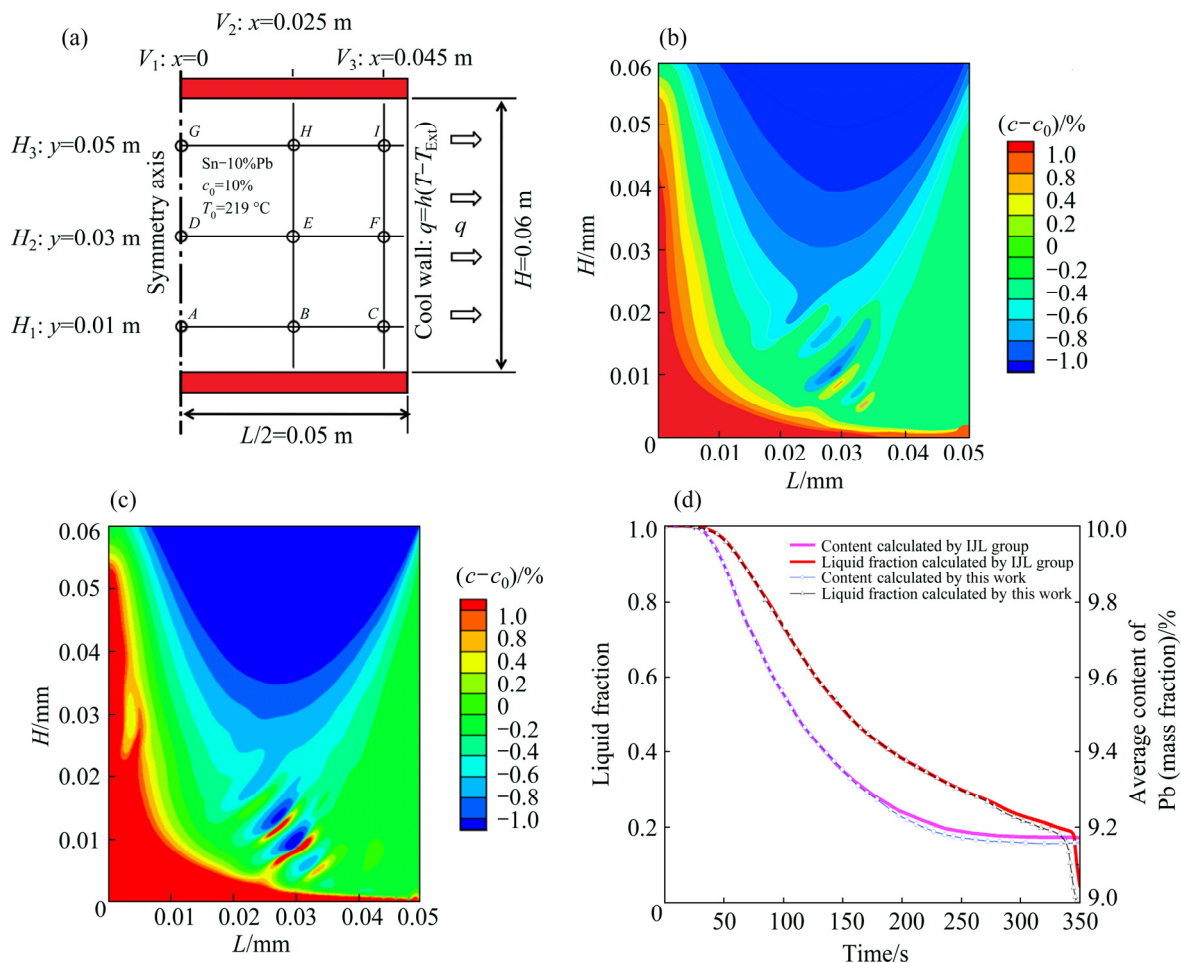 (a)
V2: x=0.025 m
V1: x=0
V3: x=0.045 m
H3: y=0.05 m
H2: y=0.03 m
H1: y=0.01 m
Symmetry axis
G
H
I
Sn−10%Pb
c0=10%
T0=219 °C
D
E
F
A
B
C
Cool wall: q=h(T−TExt)
q
H=0.06 m
L/2=0.05 m
(b)
0.06
0.05
0.04
0.03
0.02
0.01
0
H/mm
0.01
0.02
0.03
0.04
0.05
L/mm
(c−c0)/%
1.0
0.8
0.4
0.2
0
−0.2
−0.4
−0.6
−0.8
−1.0
(c)
0.06
0.05
0.04
0.03
0.02
0.01
0
H/mm
0.01
0.02
0.03
0.04
0.05
L/mm
(c−c0)/%
1.0
0.8
0.4
0.2
0
−0.2
−0.4
−0.6
−0.8
−1.0
(d)
1.0
0.8
0.6
0.4
0.2
0
Liquid fraction
50
100
150
200
250
300
350
Time/s
10.0
9.8
9.6
9.4
9.2
9.0
Average content of
Pb (mass fraction)/%
Content calculated by IJL group
Liquid fraction calculated by IJL group
Content calculated by this work
Liquid fraction calculated by this work